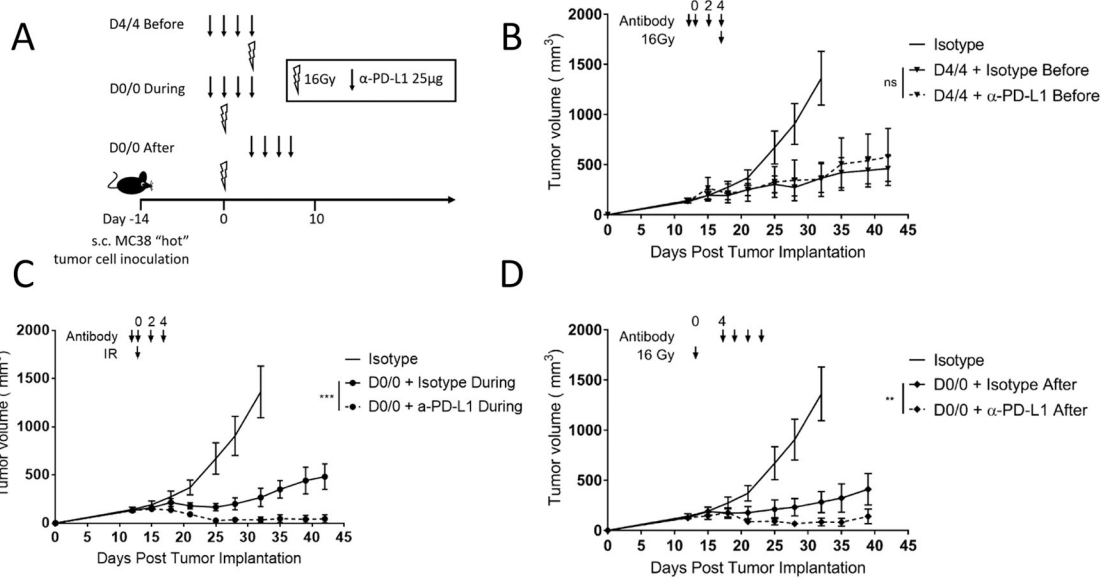 A
D4/4 Before
D0/0 During
D0/0 After
16Gy
α-PD-L1 25µg
Day -14
0
10
s.c. MC38 “hot”
tumor cell inoculation
B
0 2 4
Antibody
16Gy
Tumor volume ( mm3)
2000
1500
1000
500
0
0 5 10 15 20 25 30 35 40 45
Days Post Tumor Implantation
Isotype
D4/4 + Isotype Before
D4/4 + α-PD-L1 Before
ns
C
0 2 4
Antibody
IR
Tumor volume ( mm3)
2000
1500
1000
500
0
0 5 10 15 20 25 30 35 40 45
Days Post Tumor Implantation
Isotype
D0/0 + Isotype During
D0/0 + a-PD-L1 During
***
D
0 4
Antibody
16 Gy
Tumor volume ( mm3)
2000
1500
1000
500
0
0 5 10 15 20 25 30 35 40 45
Days Post Tumor Implantation
Isotype
D0/0 + Isotype After
D0/0 + α-PD-L1 After
**